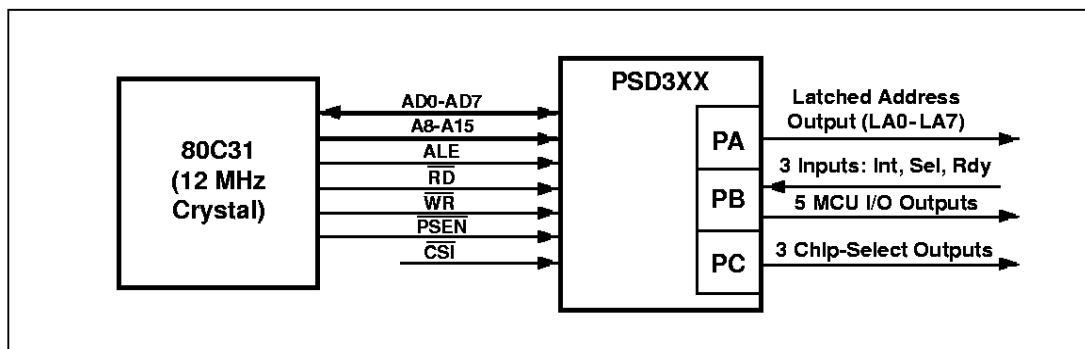 80C31
(12 MHz
Crystal)
AD0-AD7
A8-A15
ALE
RD
WR
PSEN
CSI
PSD3XX
PA
PB
PC
Latched Address
Output (LA0-LA7)
3 Inputs: Int, Sel, Rdy
5 MCU I/O Outputs
3 Chip-Select Outputs